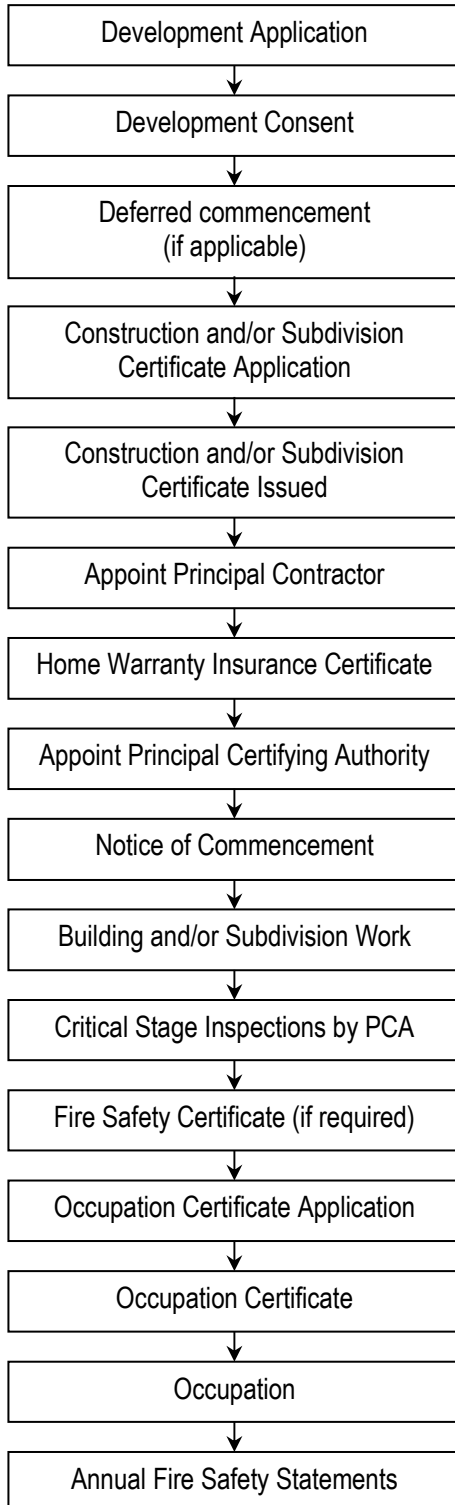 Development Application
Development Consent
Deferred commencement
(if applicable)
Construction and/or Subdivision
Certificate Application
Construction and/or Subdivision
Certificate Issued
Appoint Principal Contractor
Home Warranty Insurance Certificate
Appoint Principal Certifying Authority
Notice of Commencement
Building and/or Subdivision Work
Critical Stage Inspections by PCA
Fire Safety Certificate (if required)
Occupation Certificate Application
Occupation Certificate
Occupation
Annual Fire Safety Statements